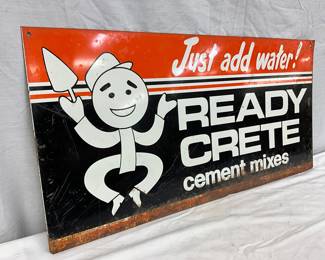 Just add water!
READY
CRETE
cement mixes